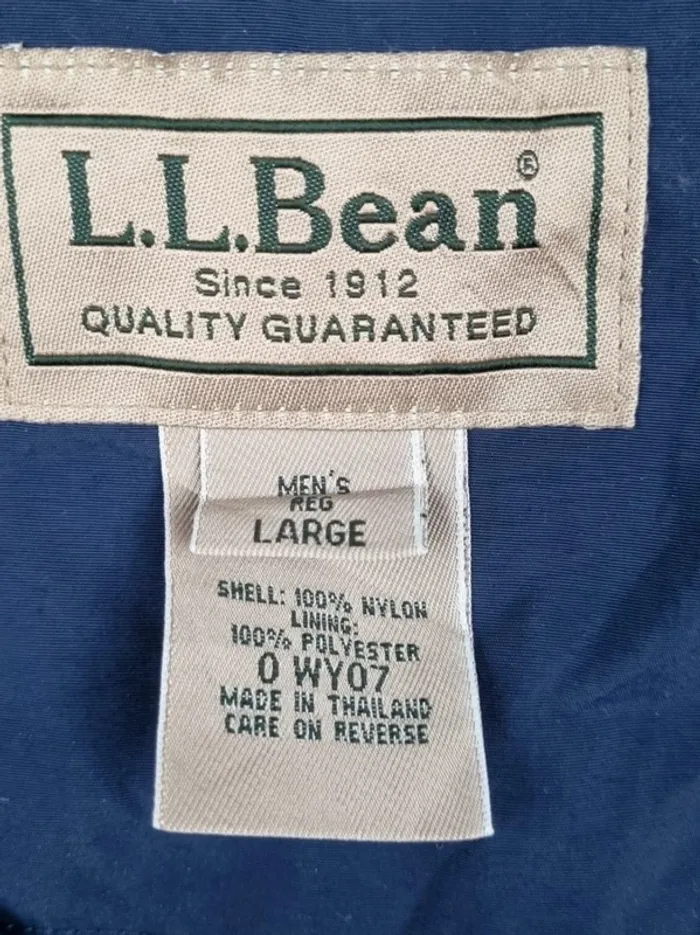 L.L.Bean®
Since 1912
QUALITY GUARANTEED
MEN'S
REG
LARGE
SHELL: 100% NYLON
LINING:
100% POLYESTER
0 WY07
MADE IN THAILAND
CARE ON REVERSE